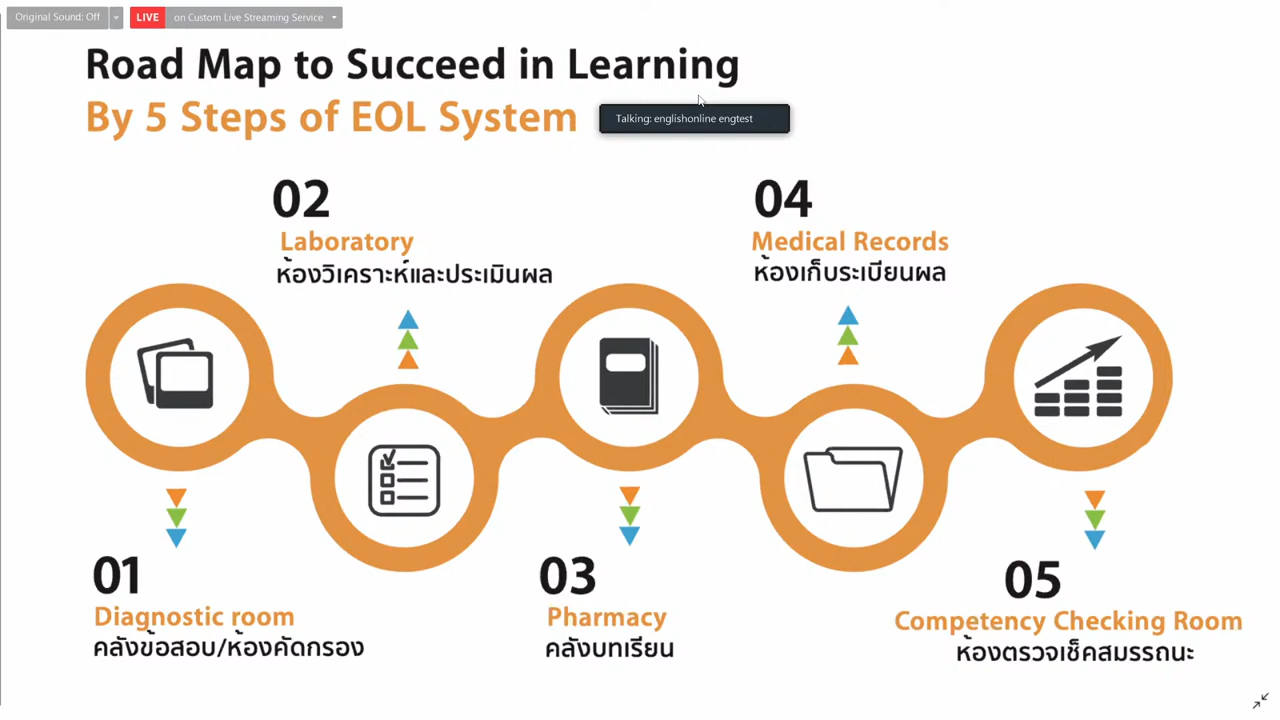 Original Sound: Off
LIVE on Custom Live Streaming Service
Road Map to Succeed in Learning
By 5 Steps of EOL System
Talking: englishonline engtest
02
Laboratory
ห้องวิเคราะห์และประเมินผล
04
Medical Records
ห้องเก็บระเบียนผล
01
Diagnostic room
คลังข้อสอบ/ห้องคัดกรอง
03
Pharmacy
คลังบทเรียน
05
Competency Checking Room
ห้องตรวจเช็คสมรรถนะ